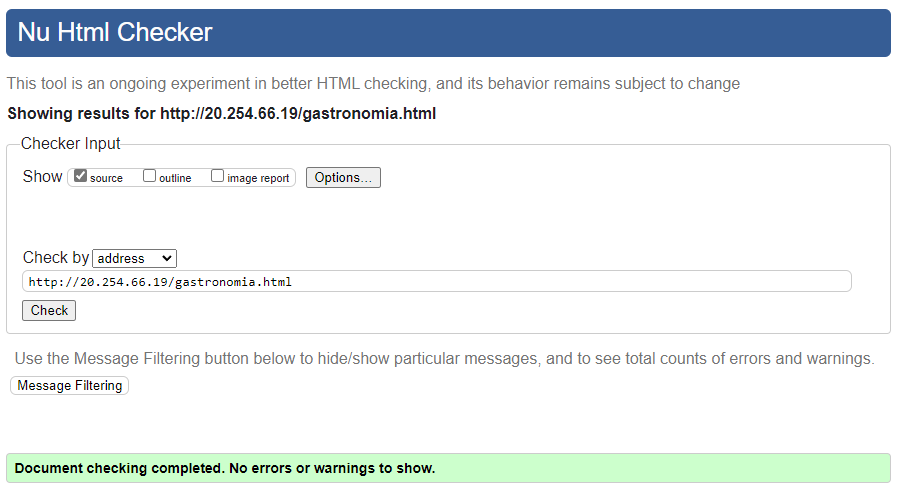 Nu Html Checker
This tool is an ongoing experiment in better HTML checking, and its behavior remains subject to change
Showing results for http://20.254.66.19/gastronomia.html
Checker Input
Show source outline image report Options...
Check by address
http://20.254.66.19/gastronomia.html
Check
Use the Message Filtering button below to hide/show particular messages, and to see total counts of errors and warnings.
Message Filtering
Document checking completed. No errors or warnings to show.